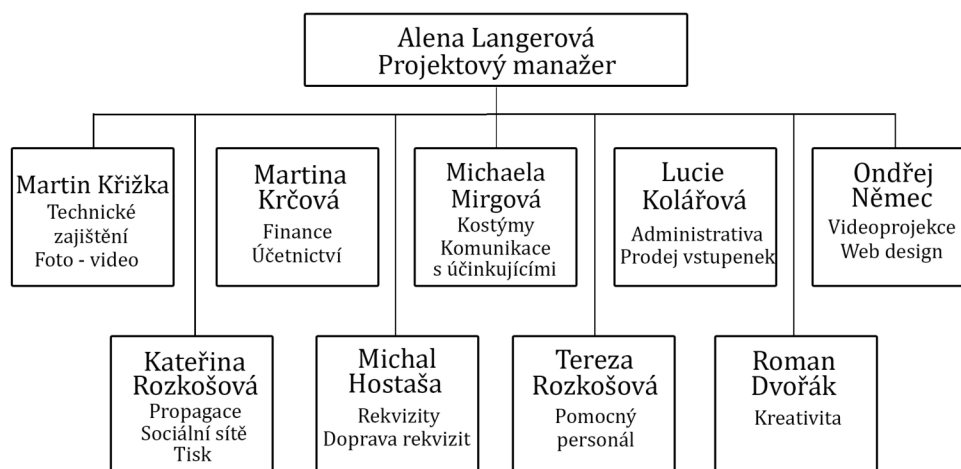 Alena Langerová
Projektový manažer
Martin Křižka
Technické
zajištění
Foto - video
Martina
Krčová
Finance
Účetnictví
Michaela
Mirgová
Kostýmy
Komunikace
s účinkujícími
Lucie
Kolářová
Administrativa
Prodej vstupenek
Ondřej
Němec
Videoprojekce
Web design
Kateřina
Rozkošová
Propagace
Sociální sítě
Tisk
Michal
Hostaša
Rekvizity
Doprava rekvizit
Tereza
Rozkošová
Pomocný
personál
Roman
Dvořák
Kreativita